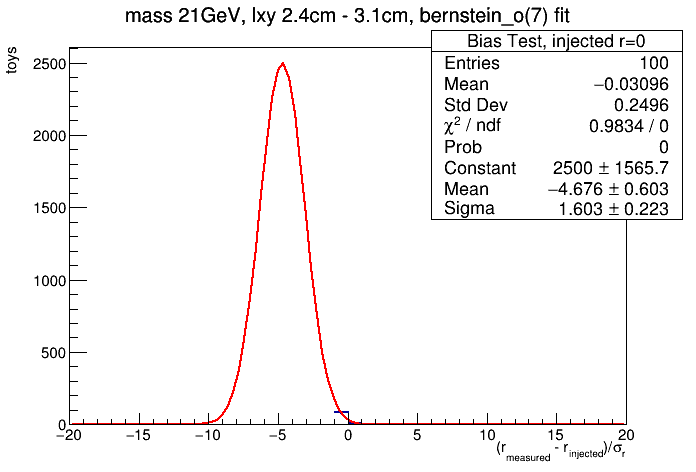 mass 21GeV, lxy 2.4cm - 3.1cm, bernstein_o(7) fit
toys
Bias Test, injected r=0
Entries 100
Mean −0.03096
Std Dev 0.2496
χ² / ndf 0.9834 / 0
Prob 0
Constant 2500 ± 1565.7
Mean −4.676 ± 0.603
Sigma 1.603 ± 0.223
2500
2000
1500
1000
500
0
−20 −15 −10 −5 0 5 10 15 20
(r_measured - r_injected)/σ_r